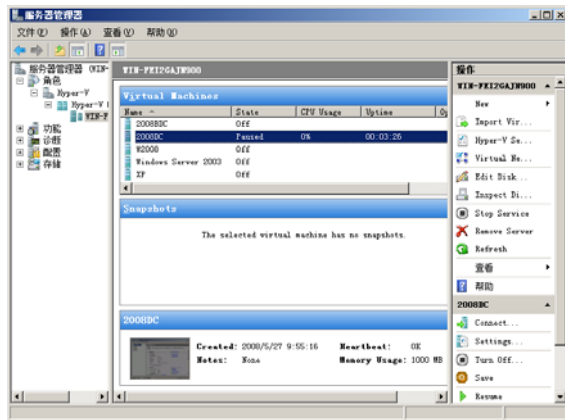 服务器管理器
文件(F) 操作(A) 查看(V) 帮助(H)
服务器管理器 (WIN-
角色
Hyper-V
Hyper-V
WIN-F
功能
诊断
配置
存储
WIN-FEI2GAJW900
Virtual Machines
Name State CPU Usage Uptime Op
2008BDC Off
2008DC Paused 0% 00:03:26
W2000 Off
Windows Server 2003 Off
XP Off
Snapshots
The selected virtual machine has no snapshots.
2008DC
Created: 2008/5/27 9:55:16 Heartbeat: OK
Notes: None Memory Usage: 1000 MB
操作
WIN-FEI2GAJW900
New
Import Vir...
Hyper-V Se...
Virtual Ne...
Edit Disk...
Inspect Di...
Stop Service
Remove Server
Refresh
查看
帮助
2008DC
Connect...
Settings...
Turn Off...
Save
Resume